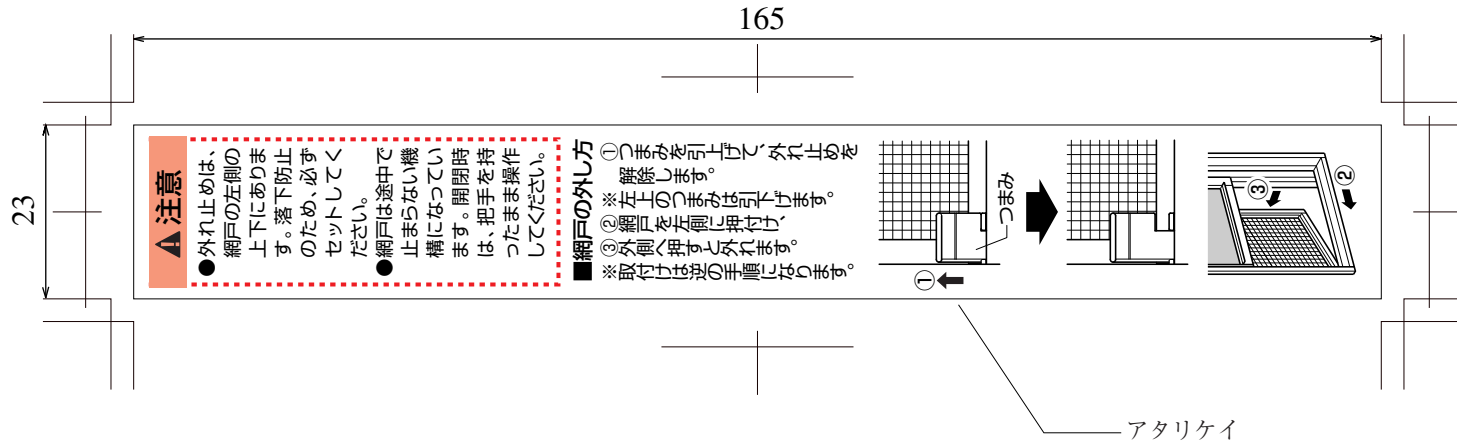 165
23
注意
●外れ止めは、
網戸の左側の
上下にありま
す。落下防止
のため、必ず
セットしてく
ださい。
●網戸は途中で
止まらない機
構になってい
ます。開閉時
は、把手を持
ったまま操作
してください。
■網戸の外し方
①つまみを引上げて、外れ止めを
解除します。
※左上のつまみは引下げます。
②網戸を左側に押付け、
③外側へ押すと外れます。
※取付けは逆の手順になります。
①
つまみ
③
②
アタリケイ